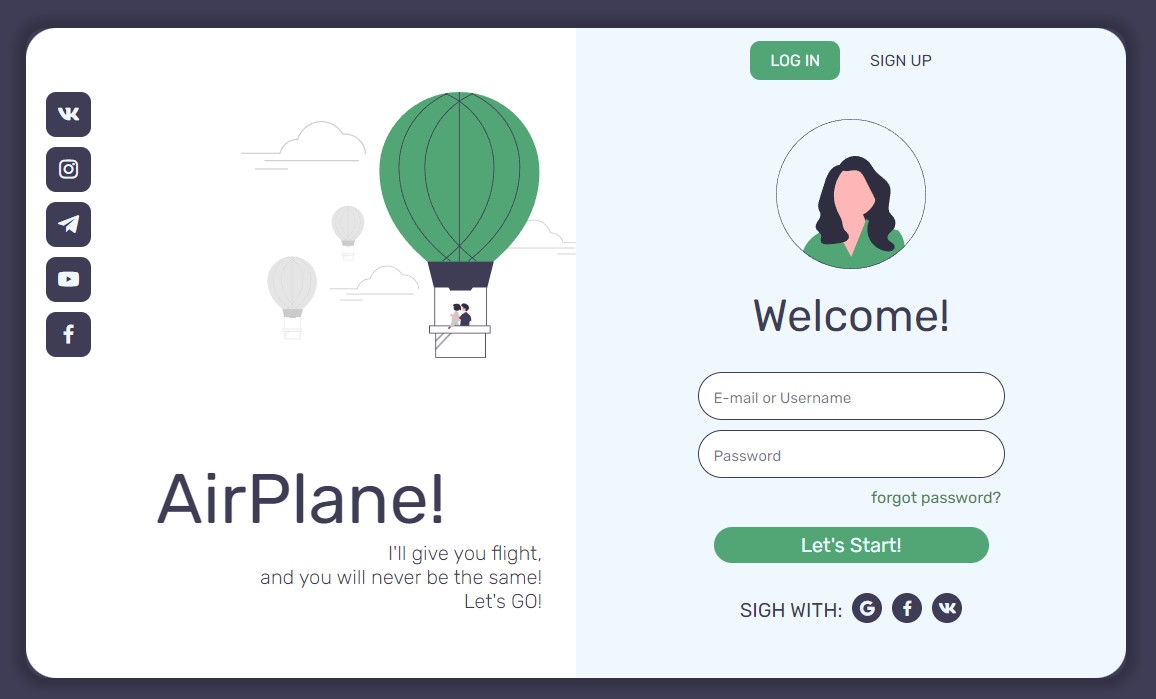 LOG IN
SIGN UP
Welcome!
E-mail or Username
Password
forgot password?
Let's Start!
SIGH WITH:
AirPlane!
I'll give you flight,
and you will never be the same!
Let's GO!